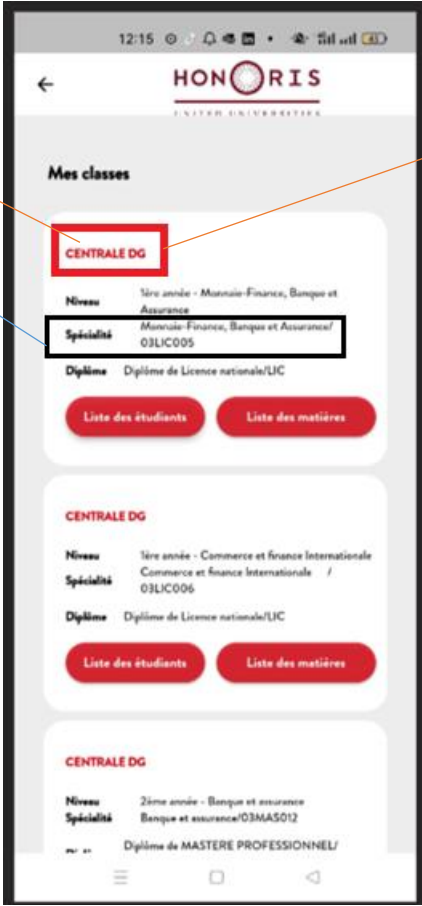 12:15
HONORIS
UNITED UNIVERSITIES
Mes classes
CENTRALE DG
Niveau 1ère année - Monnaie-Finance, Banque et
Assurance
Spécialité Monnaie-Finance, Banque et Assurance/
03LIC005
Diplôme Diplôme de Licence nationale/LIC
Liste des étudiants Liste des matières
CENTRALE DG
Niveau 1ère année - Commerce et finance Internationale
Spécialité Commerce et finance Internationale /
03LIC006
Diplôme Diplôme de Licence nationale/LIC
Liste des étudiants Liste des matières
CENTRALE DG
Niveau 2ème année - Banque et assurance
Spécialité Banque et assurance/03MAS012
Diplôme de MASTERE PROFESSIONNEL/